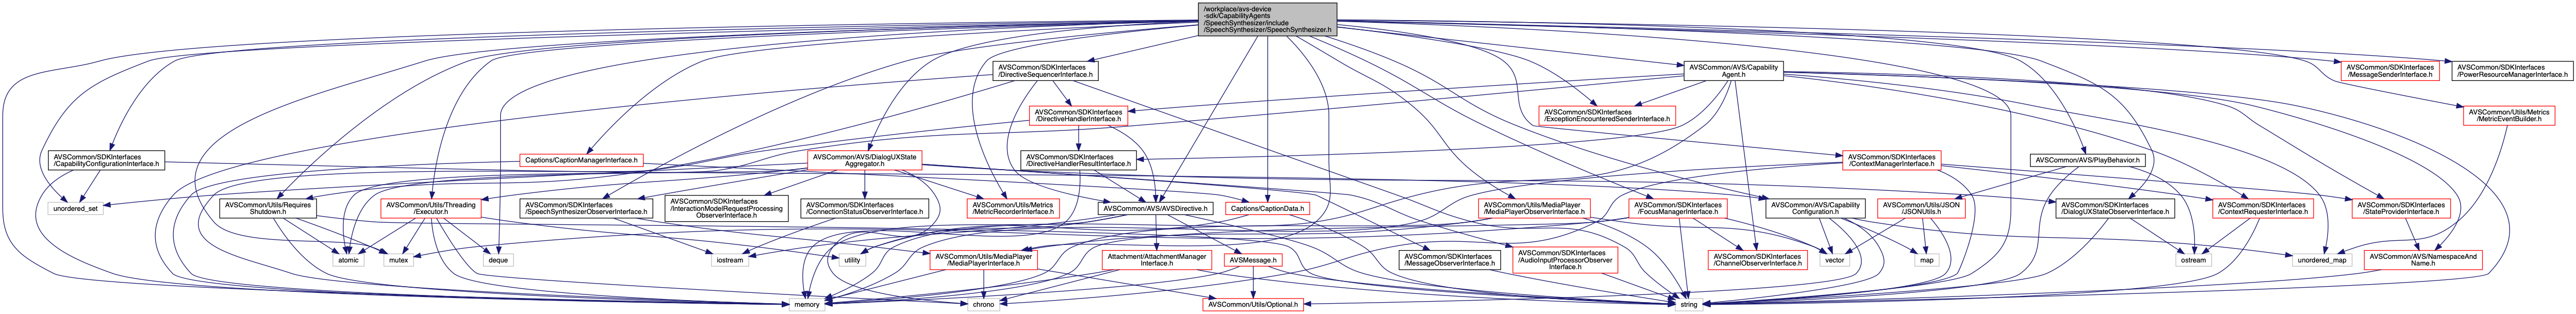 /workplace/avs-device
-sdk/CapabilityAgents
/SpeechSynthesizer/include
/SpeechSynthesizer/SpeechSynthesizer.h
AVSCommon/SDKInterfaces
/DirectiveSequencerInterface.h
AVSCommon/AVS/Capability
Agent.h
AVSCommon/SDKInterfaces
/MessageSenderInterface.h
AVSCommon/SDKInterfaces
/PowerResourceManagerInterface.h
AVSCommon/SDKInterfaces
/DirectiveHandlerInterface.h
AVSCommon/SDKInterfaces
/ExceptionEncounteredSenderInterface.h
AVSCommon/Utils/Metrics
/MetricEventBuilder.h
AVSCommon/SDKInterfaces
/CapabilityConfigurationInterface.h
Captions/CaptionManagerInterface.h
AVSCommon/AVS/DialogUXState
Aggregator.h
AVSCommon/SDKInterfaces
/DirectiveHandlerResultInterface.h
AVSCommon/SDKInterfaces
/ContextManagerInterface.h
AVSCommon/AVS/PlayBehavior.h
unordered_set
AVSCommon/Utils/Requires
Shutdown.h
AVSCommon/Utils/Threading
/Executor.h
AVSCommon/SDKInterfaces
/SpeechSynthesizerObserverInterface.h
AVSCommon/SDKInterfaces
/InteractionModelRequestProcessing
ObserverInterface.h
AVSCommon/SDKInterfaces
/ConnectionStatusObserverInterface.h
AVSCommon/Utils/Metrics
/MetricRecorderInterface.h
AVSCommon/AVS/AVSDirective.h
Captions/CaptionData.h
AVSCommon/Utils/MediaPlayer
/MediaPlayerObserverInterface.h
AVSCommon/SDKInterfaces
/FocusManagerInterface.h
AVSCommon/AVS/Capability
Configuration.h
AVSCommon/Utils/JSON
/JSONUtils.h
AVSCommon/SDKInterfaces
/DialogUXStateObserverInterface.h
AVSCommon/SDKInterfaces
/ContextRequesterInterface.h
AVSCommon/SDKInterfaces
/StateProviderInterface.h
atomic
mutex
deque
iostream
utility
AVSCommon/Utils/MediaPlayer
/MediaPlayerInterface.h
Attachment/AttachmentManager
Interface.h
AVSMessage.h
AVSCommon/SDKInterfaces
/MessageObserverInterface.h
AVSCommon/SDKInterfaces
/AudioInputProcessorObserver
Interface.h
AVSCommon/SDKInterfaces
/ChannelObserverInterface.h
vector
map
ostream
unordered_map
AVSCommon/AVS/NamespaceAnd
Name.h
memory
chrono
AVSCommon/Utils/Optional.h
string